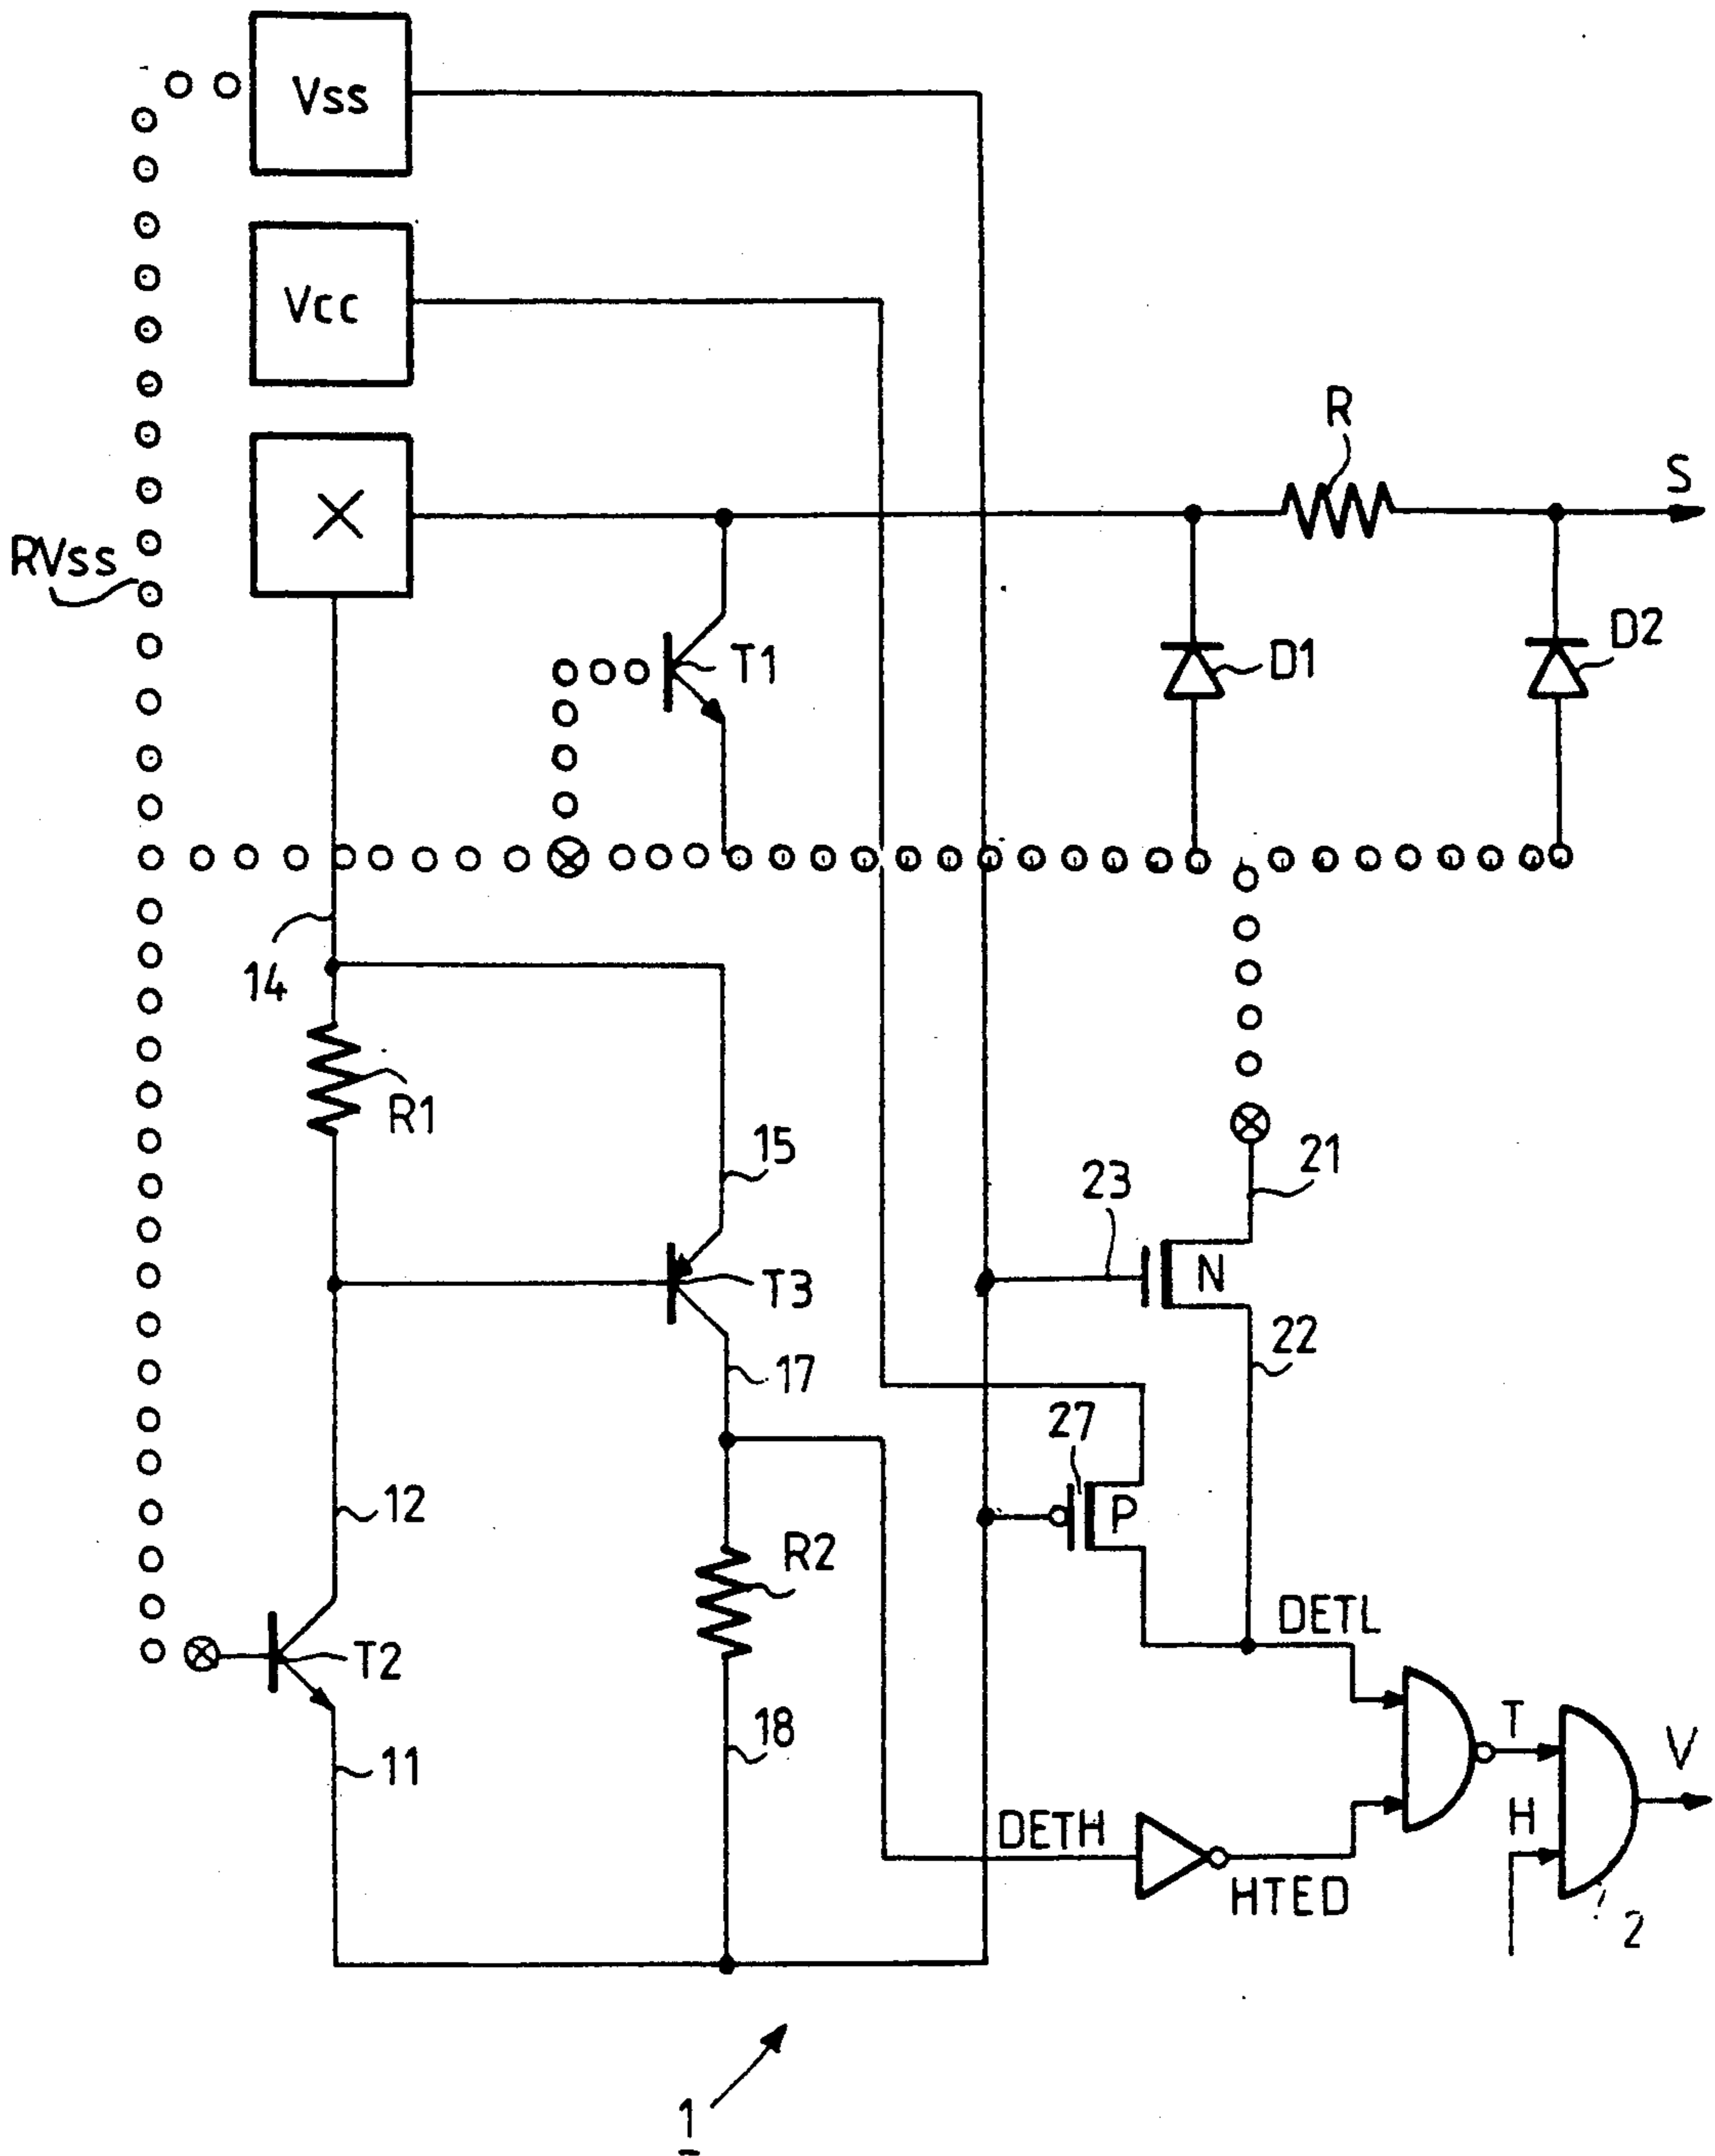 Vss
Vcc
X
R
S
RVss
T1
D1
D2
14
R1
15
23
21
T3
N
22
17
27
12
P
R2
DETL
T2
18
T
V
11
DETH
H
HTED
2
1